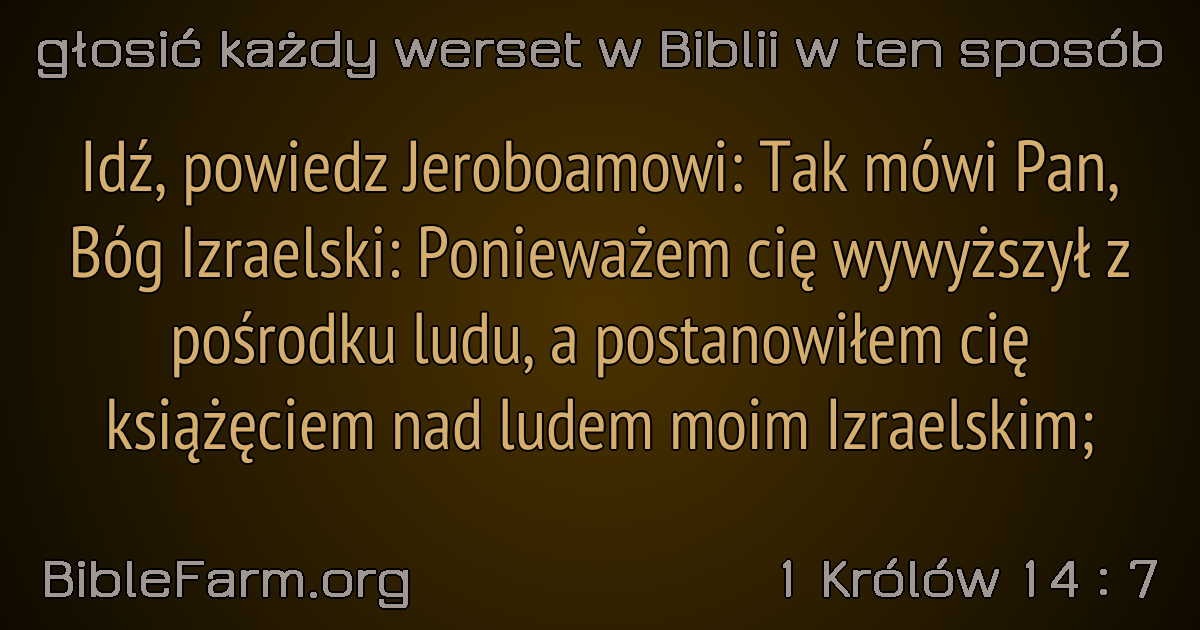 głosić każdy werset w Biblii w ten sposób
Idź, powiedz Jeroboamowi: Tak mówi Pan,
Bóg Izraelski: Ponieważem cię wywyższył z
pośrodku ludu, a postanowiłem cię
książęciem nad ludem moim Izraelskim;
BibleFarm.org
1 Królów 14 : 7